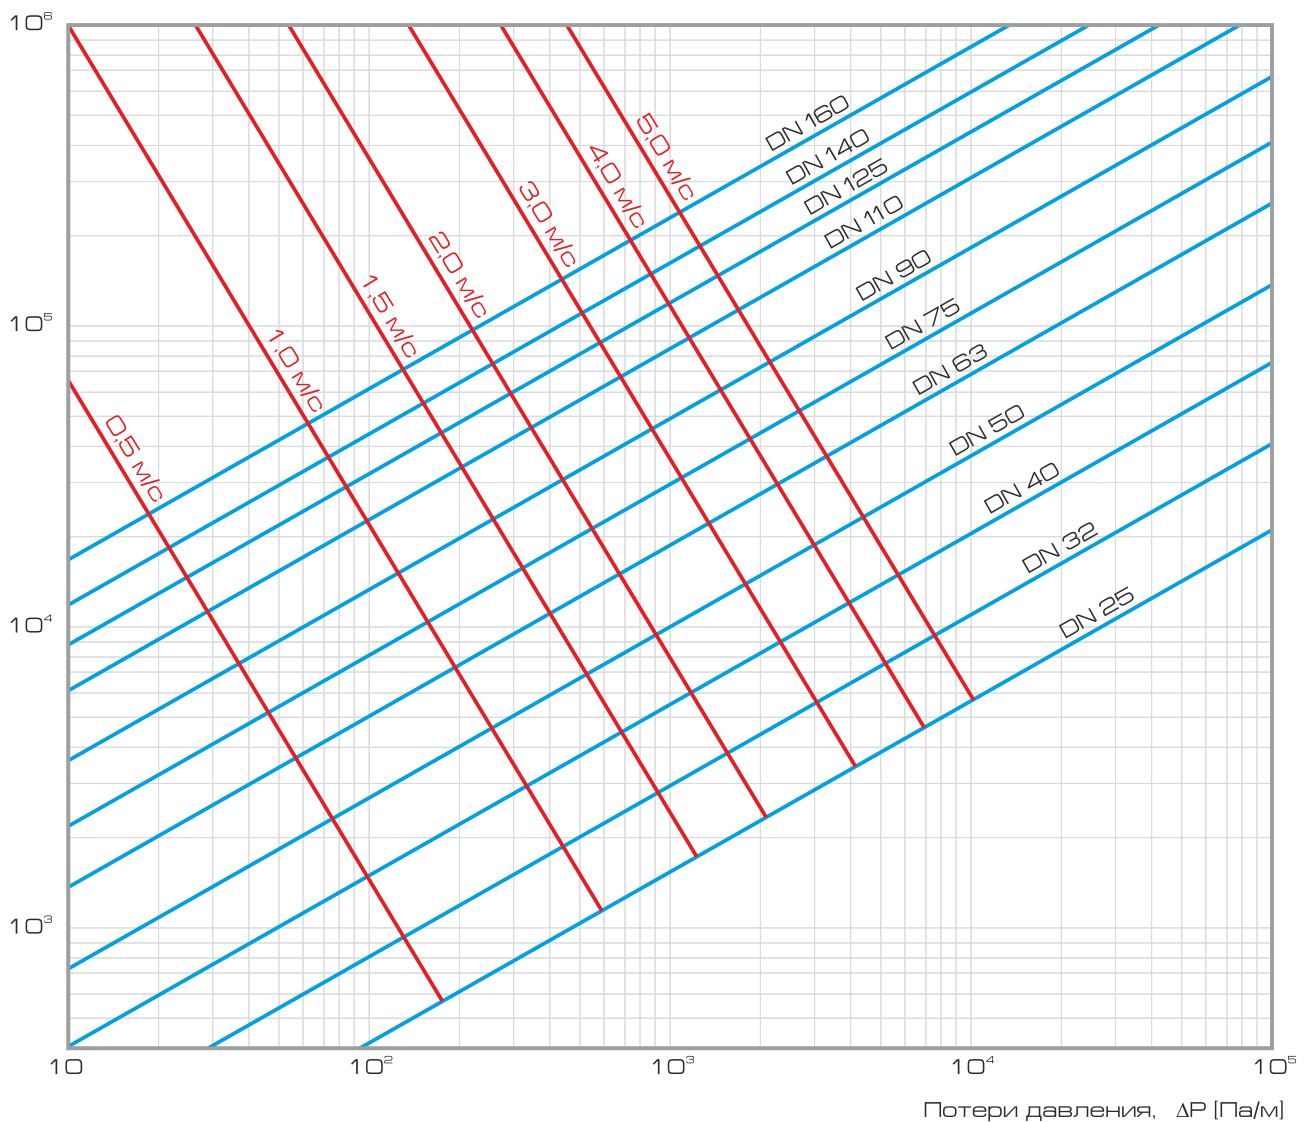 10⁶
DN 160
5,0 м/с
DN 140
4,0 м/с
DN 125
3,0 м/с
DN 110
2,0 м/с
DN 90
1,5 м/с
DN 75
10⁵
1,0 м/с
DN 63
DN 50
0,5 м/с
DN 40
DN 32
DN 25
10⁴
10³
10 10² 10³ 10⁴ 10⁵
Потери давления, ΔP [Па/м]